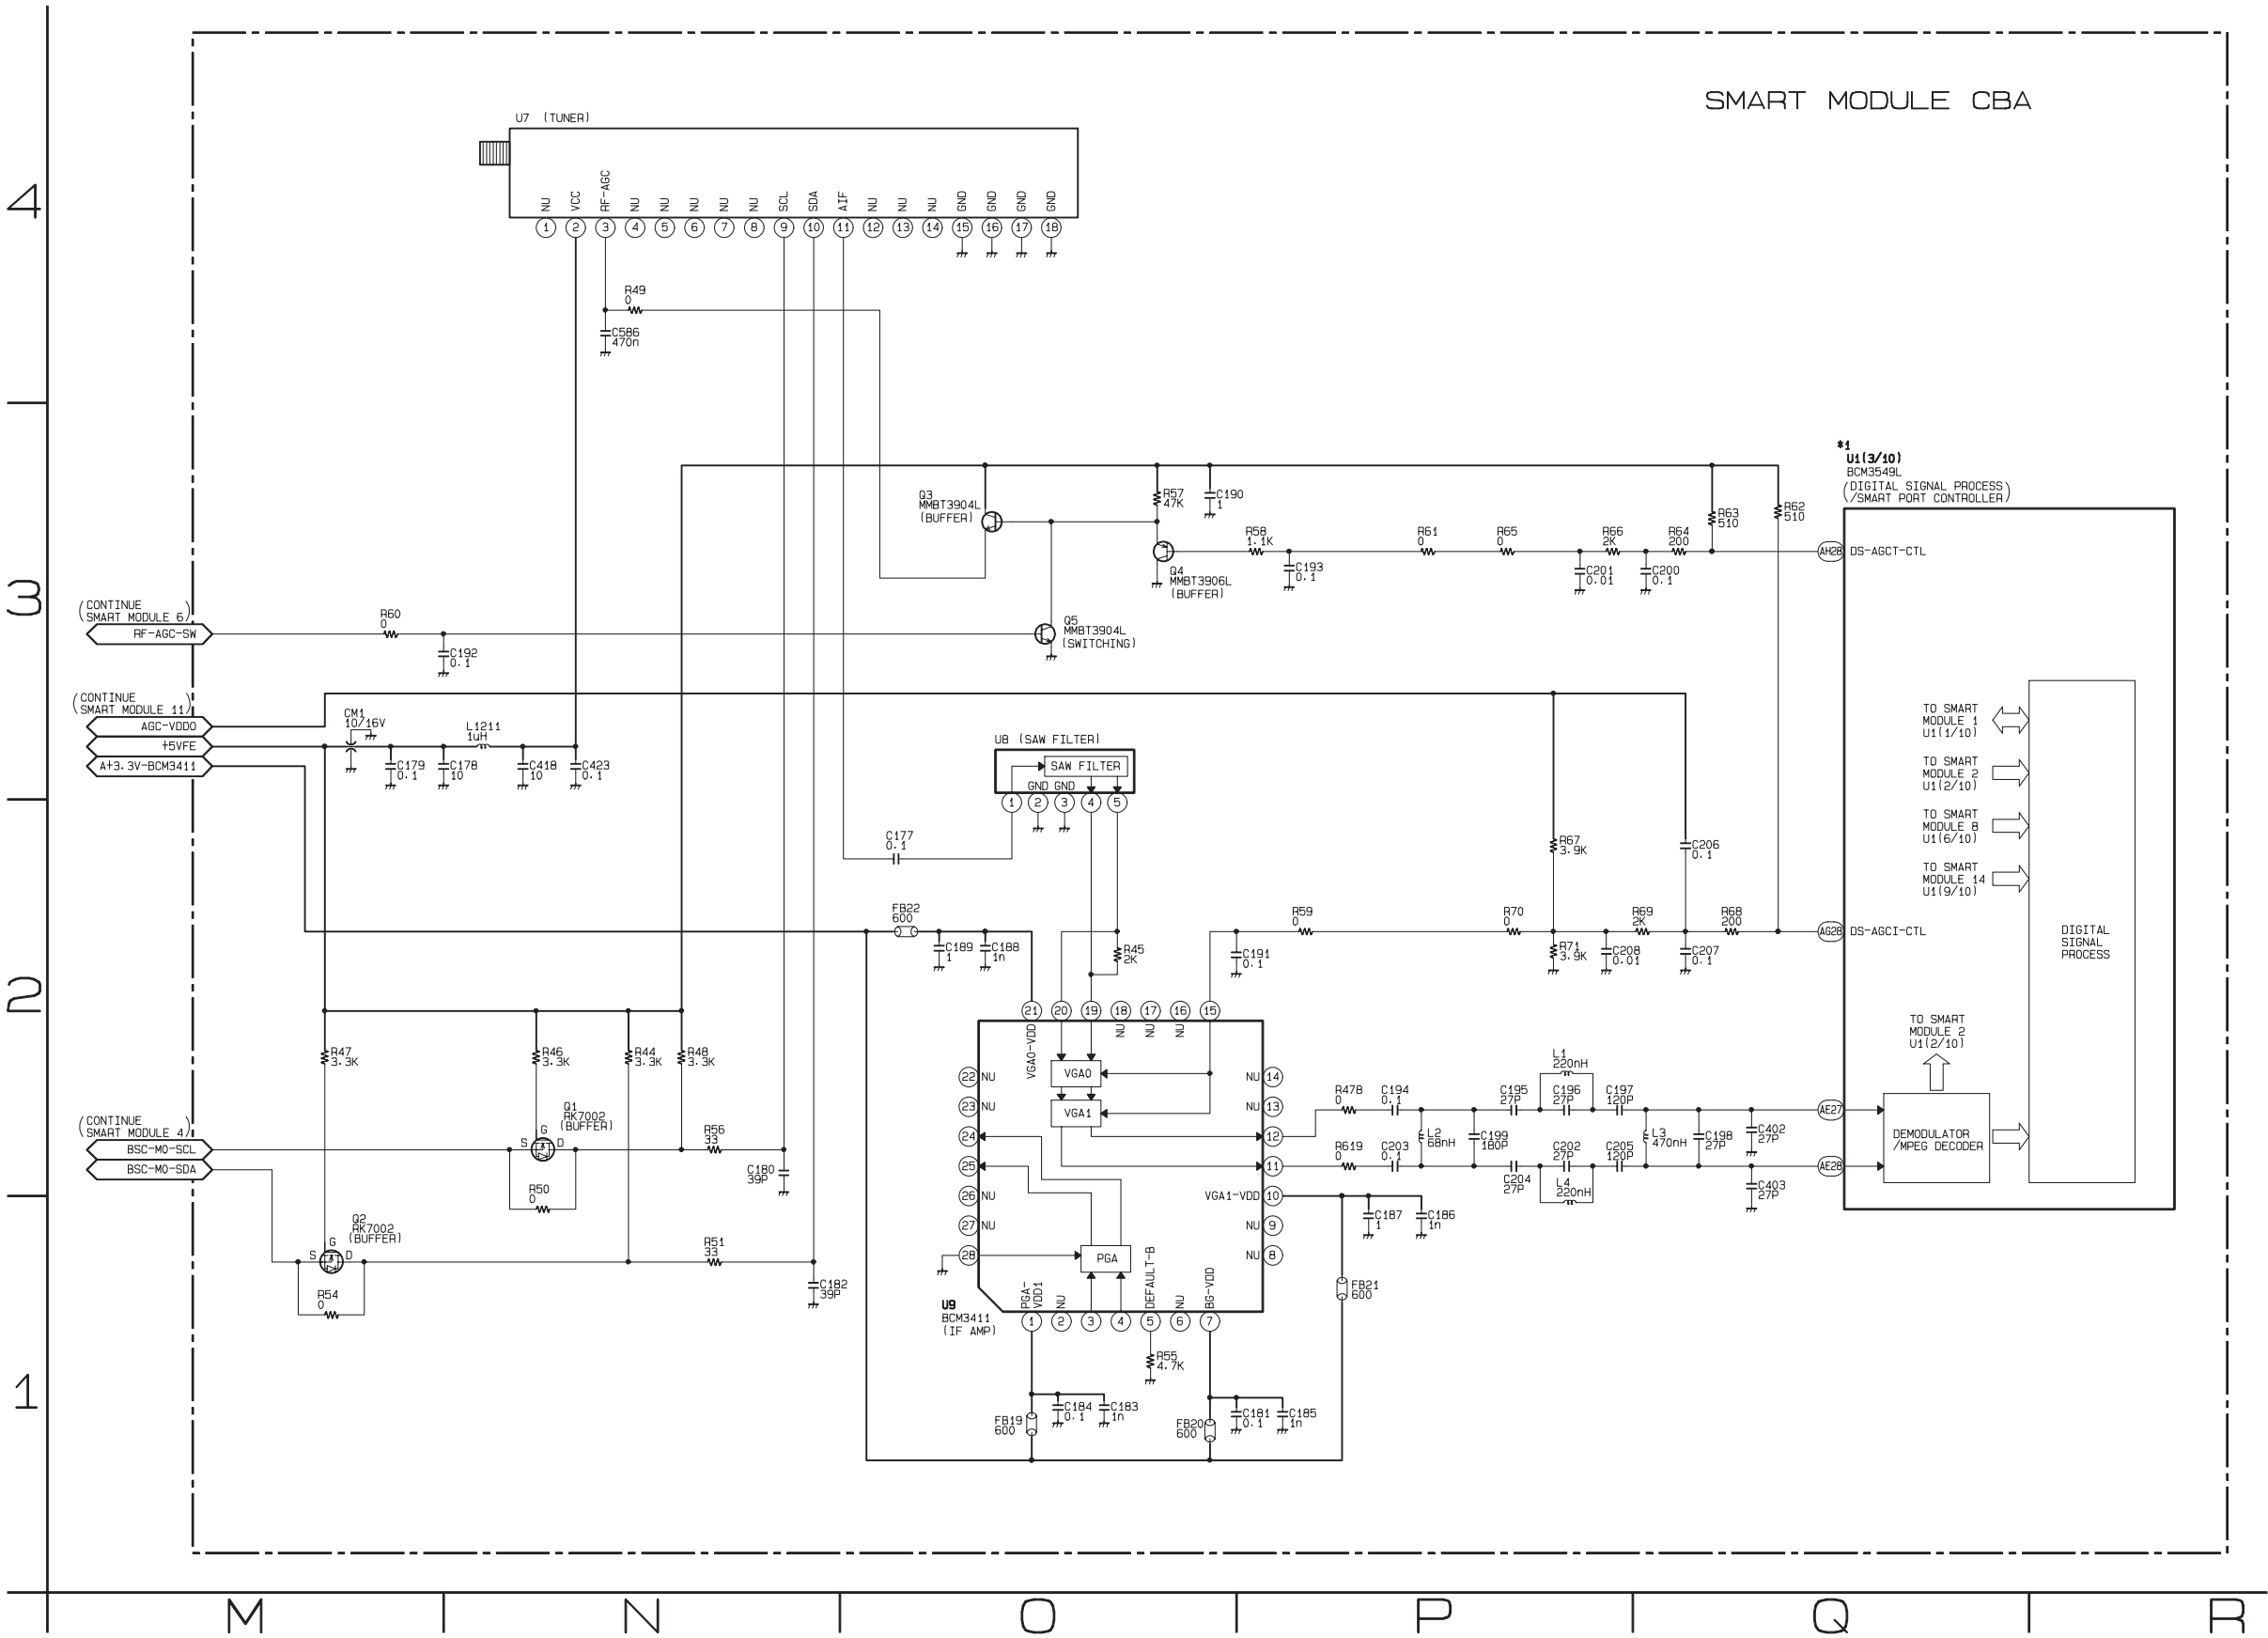 SMART MODULE CBA
4
3
2
1
M
N
O
P
Q
R
U7 (TUNER)
NU
VCC
RF-AGC
NU
NU
NU
NU
NU
SCL
SDA
AIF
NU
NU
NU
GND
GND
GND
GND
1 2 3 4 5 6 7 8 9 10 11 12 13 14 15 16 17 18
R49
0
C586
470n
Q3
MMBT3904L
(BUFFER)
R57
47K
C190
1
R58
1.1K
C193
0.1
Q4
MMBT3906L
(BUFFER)
R61
0
R65
0
R66
2K
R64
200
R63
510
R62
510
C201
0.01
C200
0.1
*1
U1(3/10)
BCM3549L
(DIGITAL SIGNAL PROCESS
/SMART PORT CONTROLLER)
AH28 DS-AGCT-CTL
(CONTINUE
SMART MODULE 6)
RF-AGC-SW
R60
0
C192
0.1
Q5
MMBT3904L
(SWITCHING)
(CONTINUE
SMART MODULE 11)
AGC-VDDO
+5VFE
A+3.3V-BCM3411
CM1
10/16V
C179
0.1
C178
10
L1211
1uH
C418
10
C423
0.1
U8 (SAW FILTER)
SAW FILTER
GND GND
1 2 3 4 5
C177
0.1
R67
3.9K
C206
0.1
TO SMART
MODULE 1
U1(1/10)
TO SMART
MODULE 2
U1(2/10)
TO SMART
MODULE 8
U1(6/10)
TO SMART
MODULE 14
U1(9/10)
FB22
600
C189
1
C188
1n
R45
2K
C191
0.1
R59
0
R70
0
R71
3.9K
C208
0.01
R69
2K
C207
0.1
R68
200
AG28 DS-AGCI-CTL
DIGITAL
SIGNAL
PROCESS
R47
3.3K
R46
3.3K
R44
3.3K
R48
3.3K
21 20 19 18 17 16 15
VGA0-VDD
NU
NU
NU
VGA0
VGA1
22 NU
23 NU
24
25
26 NU
27 NU
28
NU 14
NU 13
12
11
VGA1-VDD 10
NU 9
NU 8
PGA
PGA-
VDD1
NU
DEFAULT-B
NU
BG-VDD
1 2 3 4 5 6 7
U9
BCM3411
(IF AMP)
(CONTINUE
SMART MODULE 4)
BSC-M0-SCL
BSC-M0-SDA
Q1
RK7002
(BUFFER)
S G D
R50
0
R56
33
C180
39P
Q2
RK7002
(BUFFER)
S G D
R54
0
R51
33
C182
39P
R478
0
C194
0.1
L2
68nH
C199
180P
C195
27P
L1
220nH
C196
27P
C197
120P
L3
470nH
C198
27P
C402
27P
AE27
R619
0
C203
0.1
C204
27P
C202
27P
L4
220nH
C205
120P
C403
27P
AE28
TO SMART
MODULE 2
U1(2/10)
DEMODULATOR
/MPEG DECODER
C187
1
C186
1n
FB21
600
R55
4.7K
FB19
600
C184
0.1
C183
1n
FB20
600
C181
0.1
C185
1n